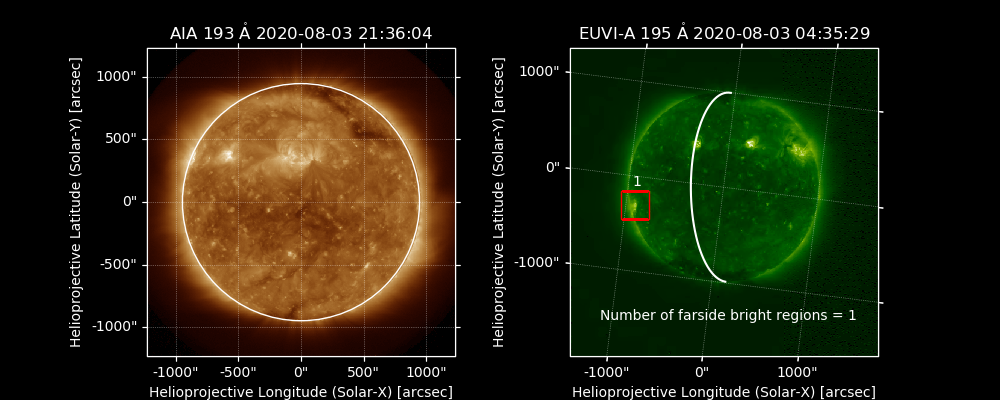 AIA 193 Å 2020-08-03 21:36:04
1000"
500"
0"
-500"
-1000"
-1000" -500" 0" 500" 1000"
Helioprojective Longitude (Solar-X) [arcsec]
Helioprojective Latitude (Solar-Y) [arcsec]
EUVI-A 195 Å 2020-08-03 04:35:29
1000"
0"
-1000"
1
Number of farside bright regions = 1
-1000" 0" 1000"
Helioprojective Longitude (Solar-X) [arcsec]
Helioprojective Latitude (Solar-Y) [arcsec]